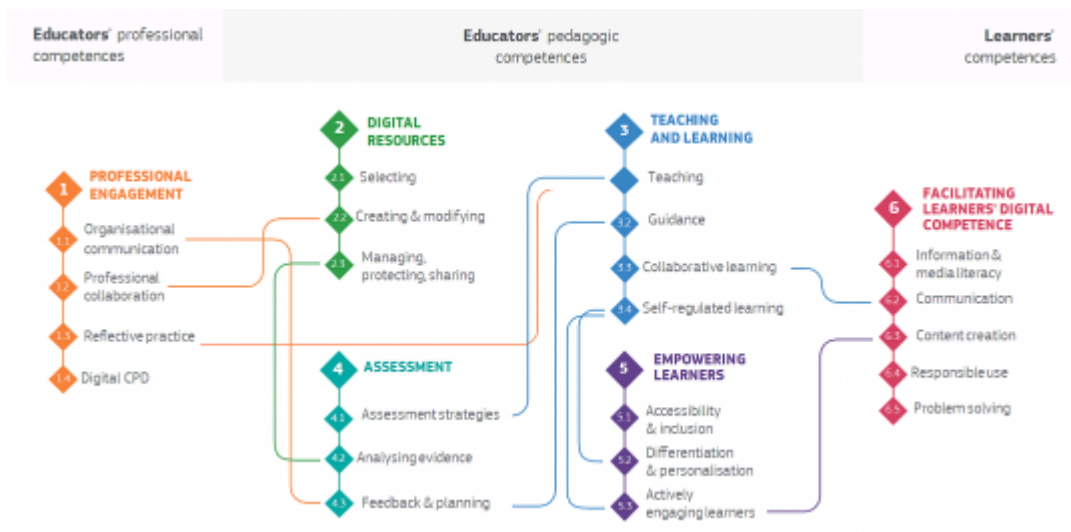 Educators' professional
competences
Educators' pedagogic
competences
Learners'
competences
1
PROFESSIONAL
ENGAGEMENT
1.1
Organisational
communication
1.2
Professional
collaboration
1.3
Reflective practice
1.4
Digital CPD
2
DIGITAL
RESOURCES
2.1
Selecting
2.2
Creating & modifying
2.3
Managing,
protecting, sharing
3
TEACHING
AND LEARNING
Teaching
3.2
Guidance
3.3
Collaborative learning
3.4
Self-regulated learning
4
ASSESSMENT
4.1
Assessment strategies
4.2
Analysing evidence
4.3
Feedback & planning
5
EMPOWERING
LEARNERS
5.1
Accessibility
& inclusion
5.2
Differentiation
& personalisation
5.3
Actively
engaging learners
6
FACILITATING
LEARNERS' DIGITAL
COMPETENCE
6.1
Information &
media literacy
6.2
Communication
6.3
Content creation
6.4
Responsible use
6.5
Problem solving